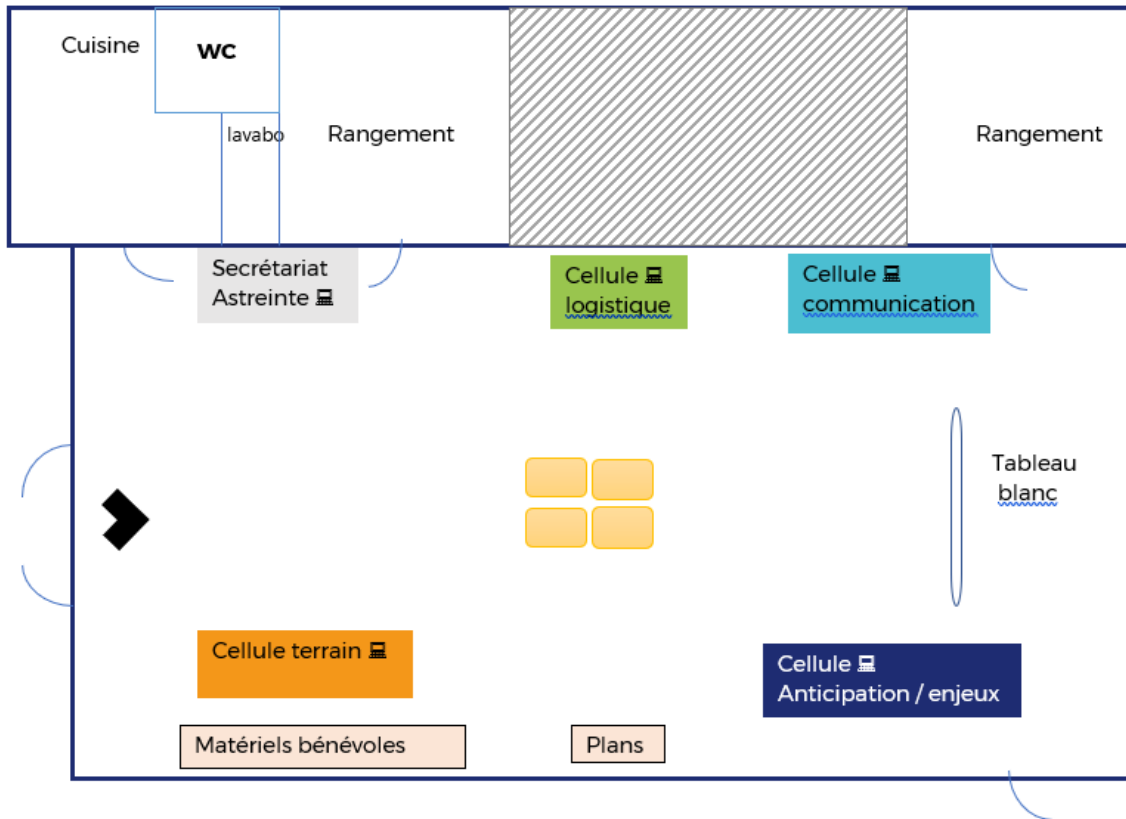 Cuisine
WC
lavabo
Rangement
Rangement
Secrétariat
Astreinte
Cellule
logistique
Cellule
communication
Tableau
blanc
Cellule terrain
Cellule
Anticipation / enjeux
Matériels bénévoles
Plans